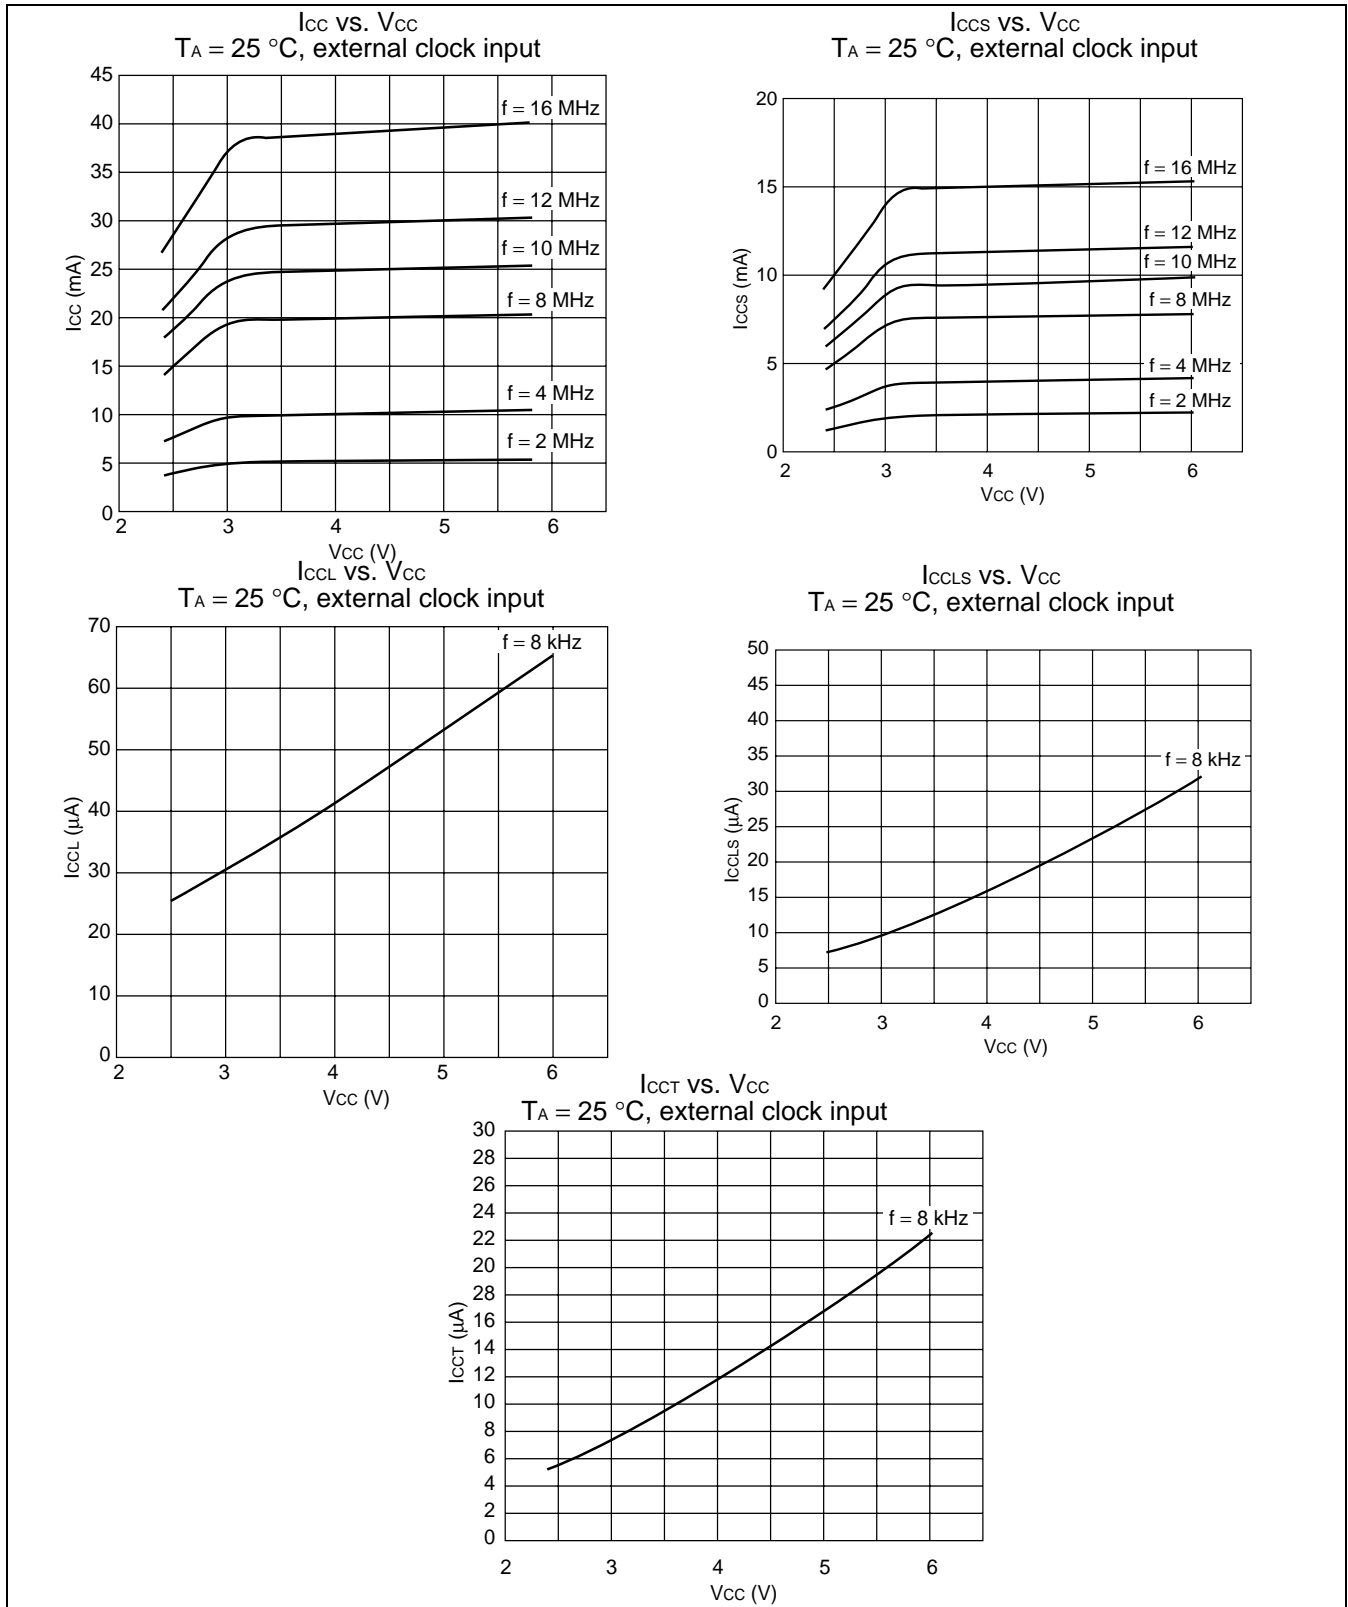 ICC vs. VCC
TA = 25 °C, external clock input
45
40
35
30
25
20
15
10
5
0
ICC (mA)
f = 16 MHz
f = 12 MHz
f = 10 MHz
f = 8 MHz
f = 4 MHz
f = 2 MHz
2 3 4 5 6
VCC (V)
ICCS vs. VCC
TA = 25 °C, external clock input
20
15
10
5
0
ICCS (mA)
f = 16 MHz
f = 12 MHz
f = 10 MHz
f = 8 MHz
f = 4 MHz
f = 2 MHz
2 3 4 5 6
VCC (V)
ICCL vs. VCC
TA = 25 °C, external clock input
70
60
50
40
30
20
10
0
ICCL (µA)
f = 8 kHz
2 3 4 5 6
VCC (V)
ICCLS vs. VCC
TA = 25 °C, external clock input
50
45
40
35
30
25
20
15
10
5
0
ICCLS (µA)
f = 8 kHz
2 3 4 5 6
VCC (V)
ICCT vs. VCC
TA = 25 °C, external clock input
30
28
26
24
22
20
28
16
14
12
10
8
6
4
2
0
ICCT (µA)
f = 8 kHz
2 3 4 5 6
VCC (V)